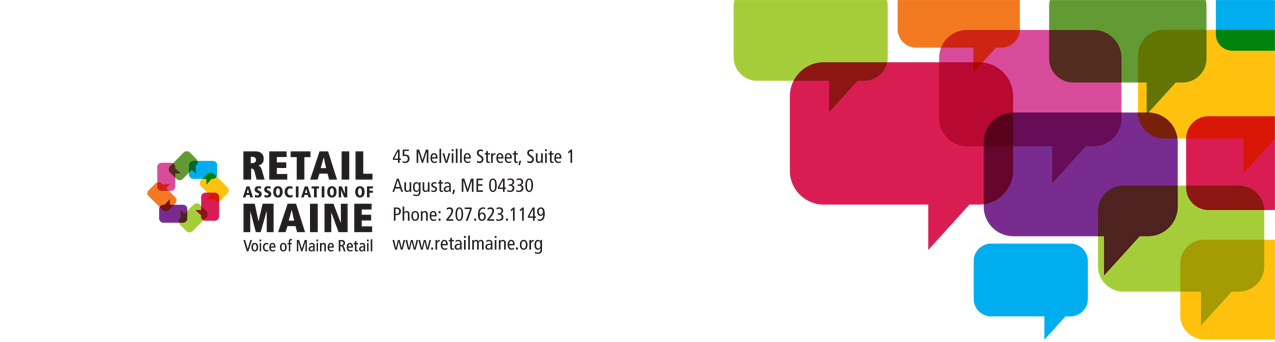 RETAIL
ASSOCIATION OF
MAINE
Voice of Maine Retail
45 Melville Street, Suite 1
Augusta, ME 04330
Phone: 207.623.1149
www.retailmaine.org